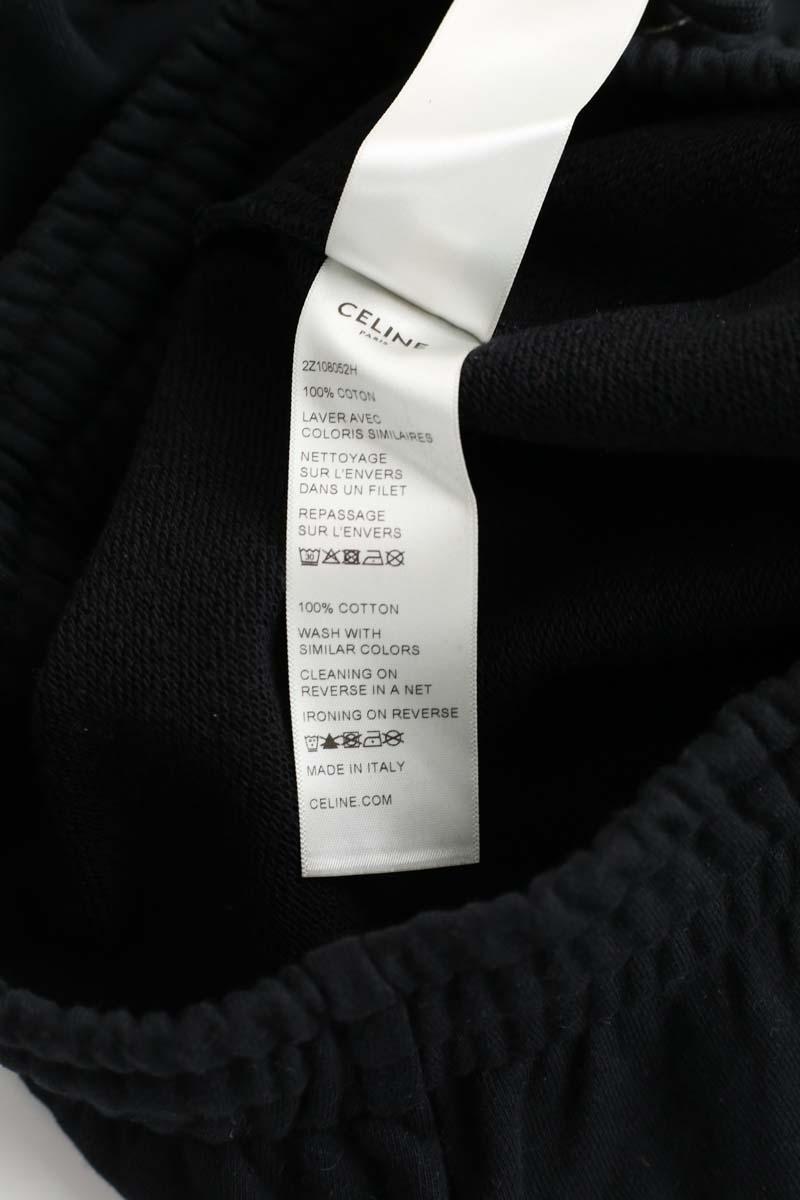 CELINE
PARIS
2Z108052H
100% COTON
LAVER AVEC
COLORIS SIMILAIRES
NETTOYAGE
SUR L'ENVERS
DANS UN FILET
REPASSAGE
SUR L'ENVERS
30
100% COTTON
WASH WITH
SIMILAR COLORS
CLEANING ON
REVERSE IN A NET
IRONING ON REVERSE
MADE IN ITALY
CELINE.COM